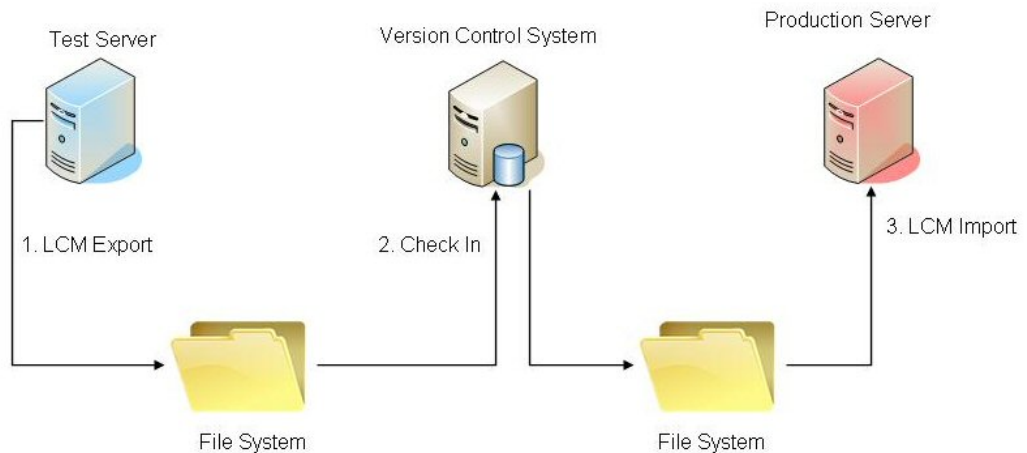 Test Server
Version Control System
Production Server
1. LCM Export
2. Check In
3. LCM Import
File System
File System